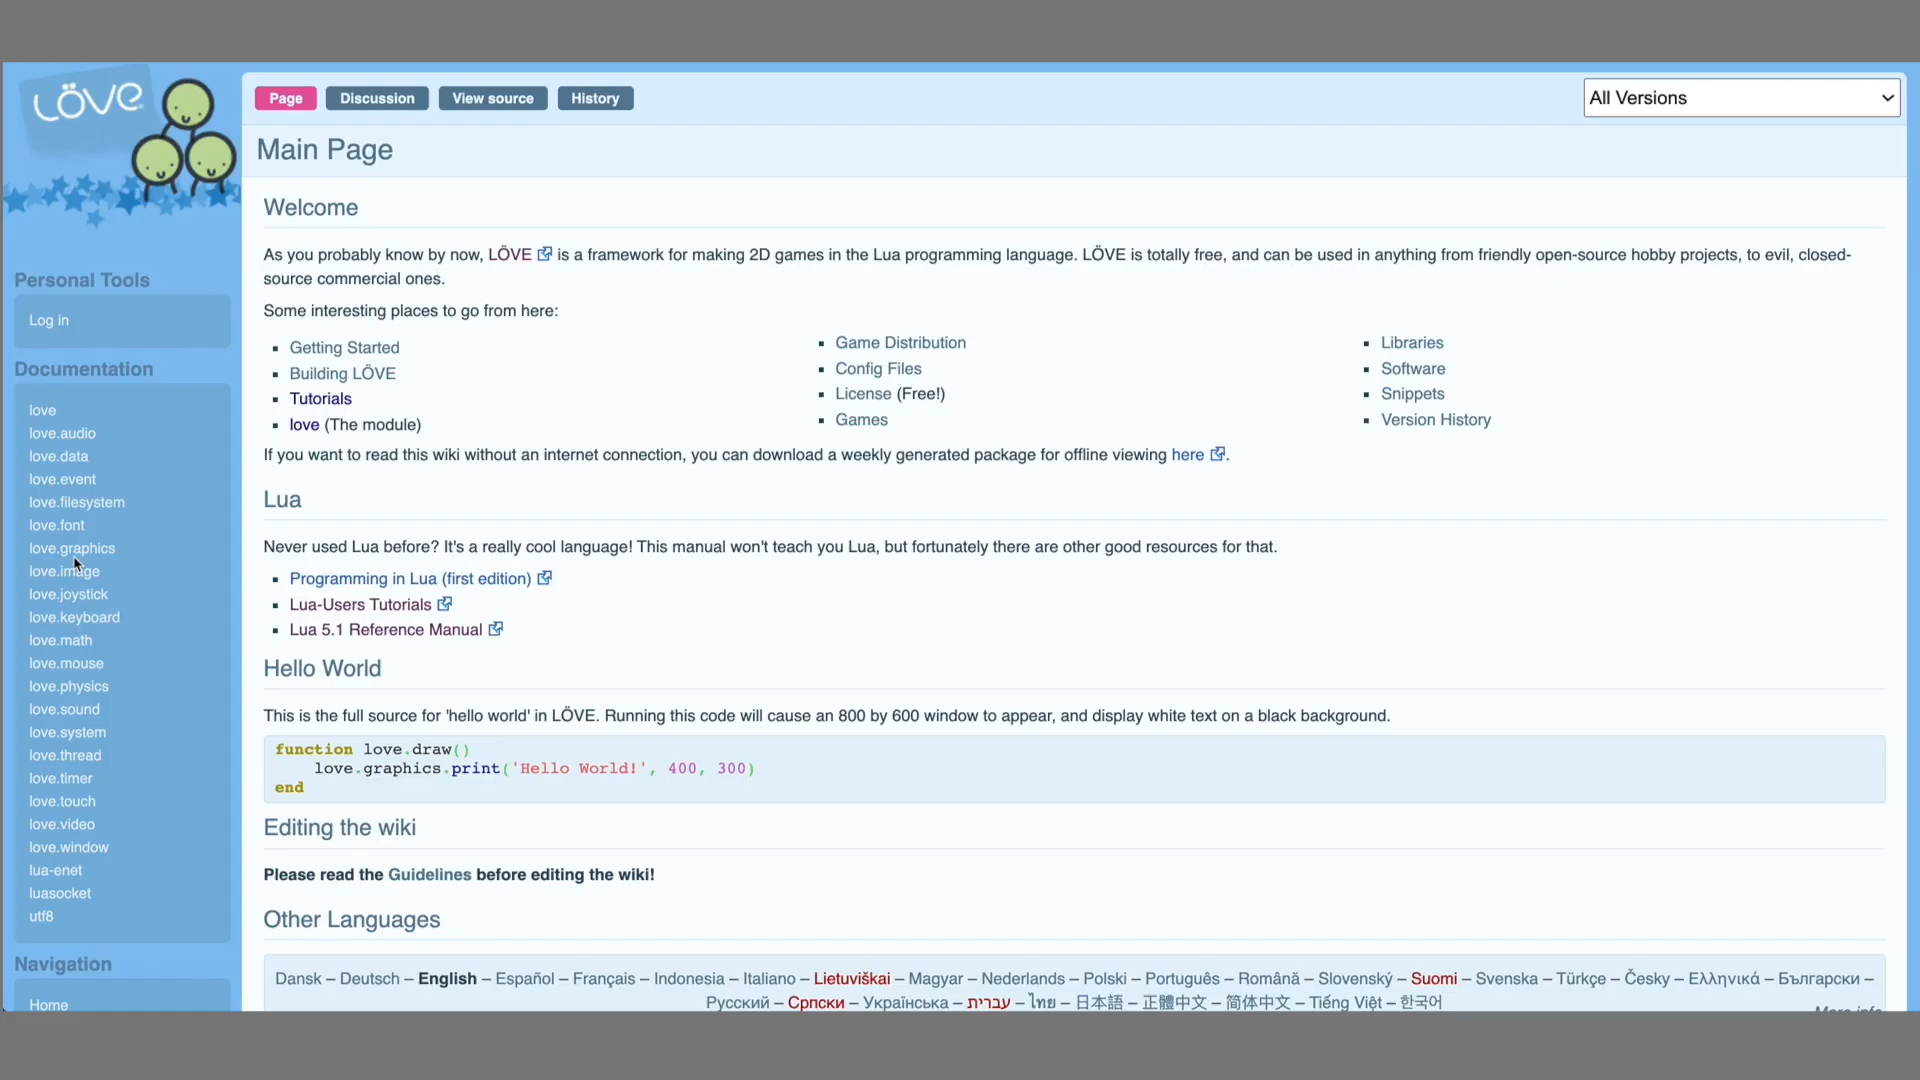 LÖVE
Page
Discussion
View source
History
All Versions
Main Page
Personal Tools
Log in
Documentation
love
love.audio
love.data
love.event
love.filesystem
love.font
love.graphics
love.image
love.joystick
love.keyboard
love.math
love.mouse
love.physics
love.sound
love.system
love.thread
love.timer
love.touch
love.video
love.window
lua-enet
luasocket
utf8
Navigation
Home
Welcome
As you probably know by now, LÖVE is a framework for making 2D games in the Lua programming language. LÖVE is totally free, and can be used in anything from friendly open-source hobby projects, to evil, closed-
source commercial ones.
Some interesting places to go from here:
Getting Started
Building LÖVE
Tutorials
love (The module)
Game Distribution
Config Files
License (Free!)
Games
Libraries
Software
Snippets
Version History
If you want to read this wiki without an internet connection, you can download a weekly generated package for offline viewing here.
Lua
Never used Lua before? It's a really cool language! This manual won't teach you Lua, but fortunately there are other good resources for that.
Programming in Lua (first edition)
Lua-Users Tutorials
Lua 5.1 Reference Manual
Hello World
This is the full source for 'hello world' in LÖVE. Running this code will cause an 800 by 600 window to appear, and display white text on a black background.
function love.draw()
love.graphics.print('Hello World!', 400, 300)
end
Editing the wiki
Please read the Guidelines before editing the wiki!
Other Languages
Dansk – Deutsch – English – Español – Français – Indonesia – Italiano – Lietuviškai – Magyar – Nederlands – Polski – Português – Română – Slovenský – Suomi – Svenska – Türkçe – Česky – Ελληνικά – Български –
Русский – Српски – Українська – עברית – ไทย – 日本語 – 正體中文 – 简体中文 – Tiếng Việt – 한국어
More info